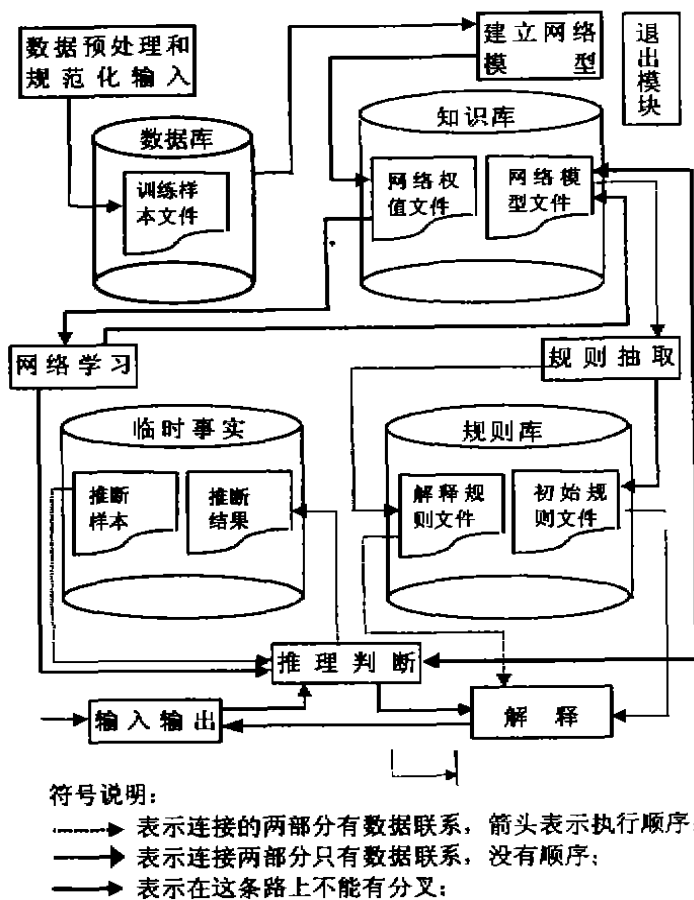 数据预处理和
规范化输入
建立网络
模型
退出模块
数据库
训练样
本文件
知识库
网络权
值文件
网络模
型文件
网络学习
规则抽取
临时事实
推断
样本
推断
结果
规则库
解释规
则文件
初始规
则文件
推理判断
输入输出
解释
符号说明:
表示连接的两部分有数据联系，箭头表示执行顺序;
表示连接两部分只有数据联系，没有顺序;
表示在这条路上不能有分叉: